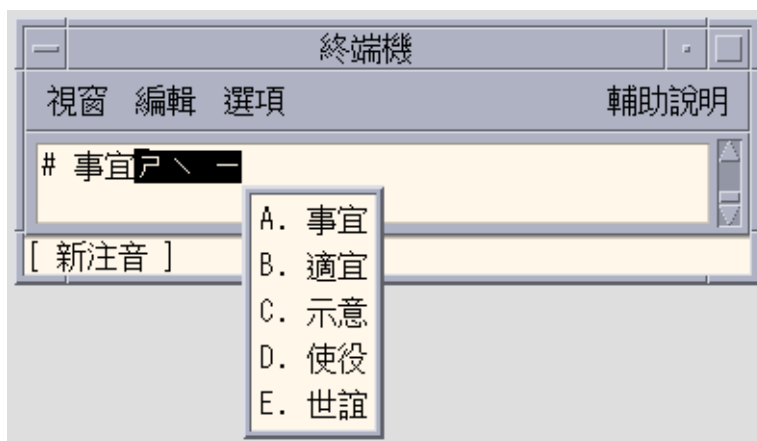 終端機
視窗 編輯 選項 輔助說明
# 事宜ㄕㄟˋ ㄧ
A. 事宜
B. 適宜
C. 示意
D. 使役
E. 世誼
[ 新注音 ]